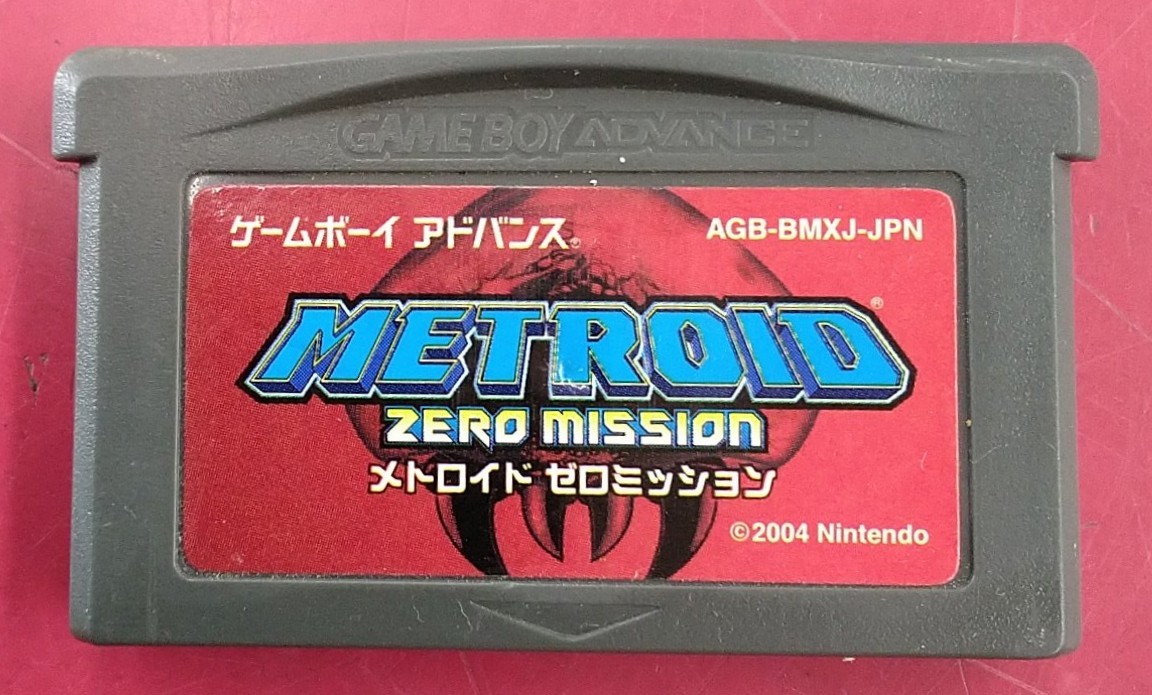 GAME BOY ADVANCE
ゲームボーイ アドバンス®
AGB-BMXJ-JPN
METROID®
ZERO MISSION
メトロイド ゼロミッション
©2004 Nintendo